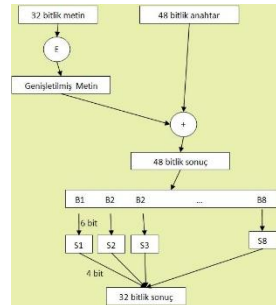 32 bitlik metin 48 bitlik anahtar
E
Genişletilmiş Metin
+
48 bitlik sonuç
B1 B2 B2 ... B8
6 bit
S1 S2 S3 S8
4 bit
32 bitlik sonuç